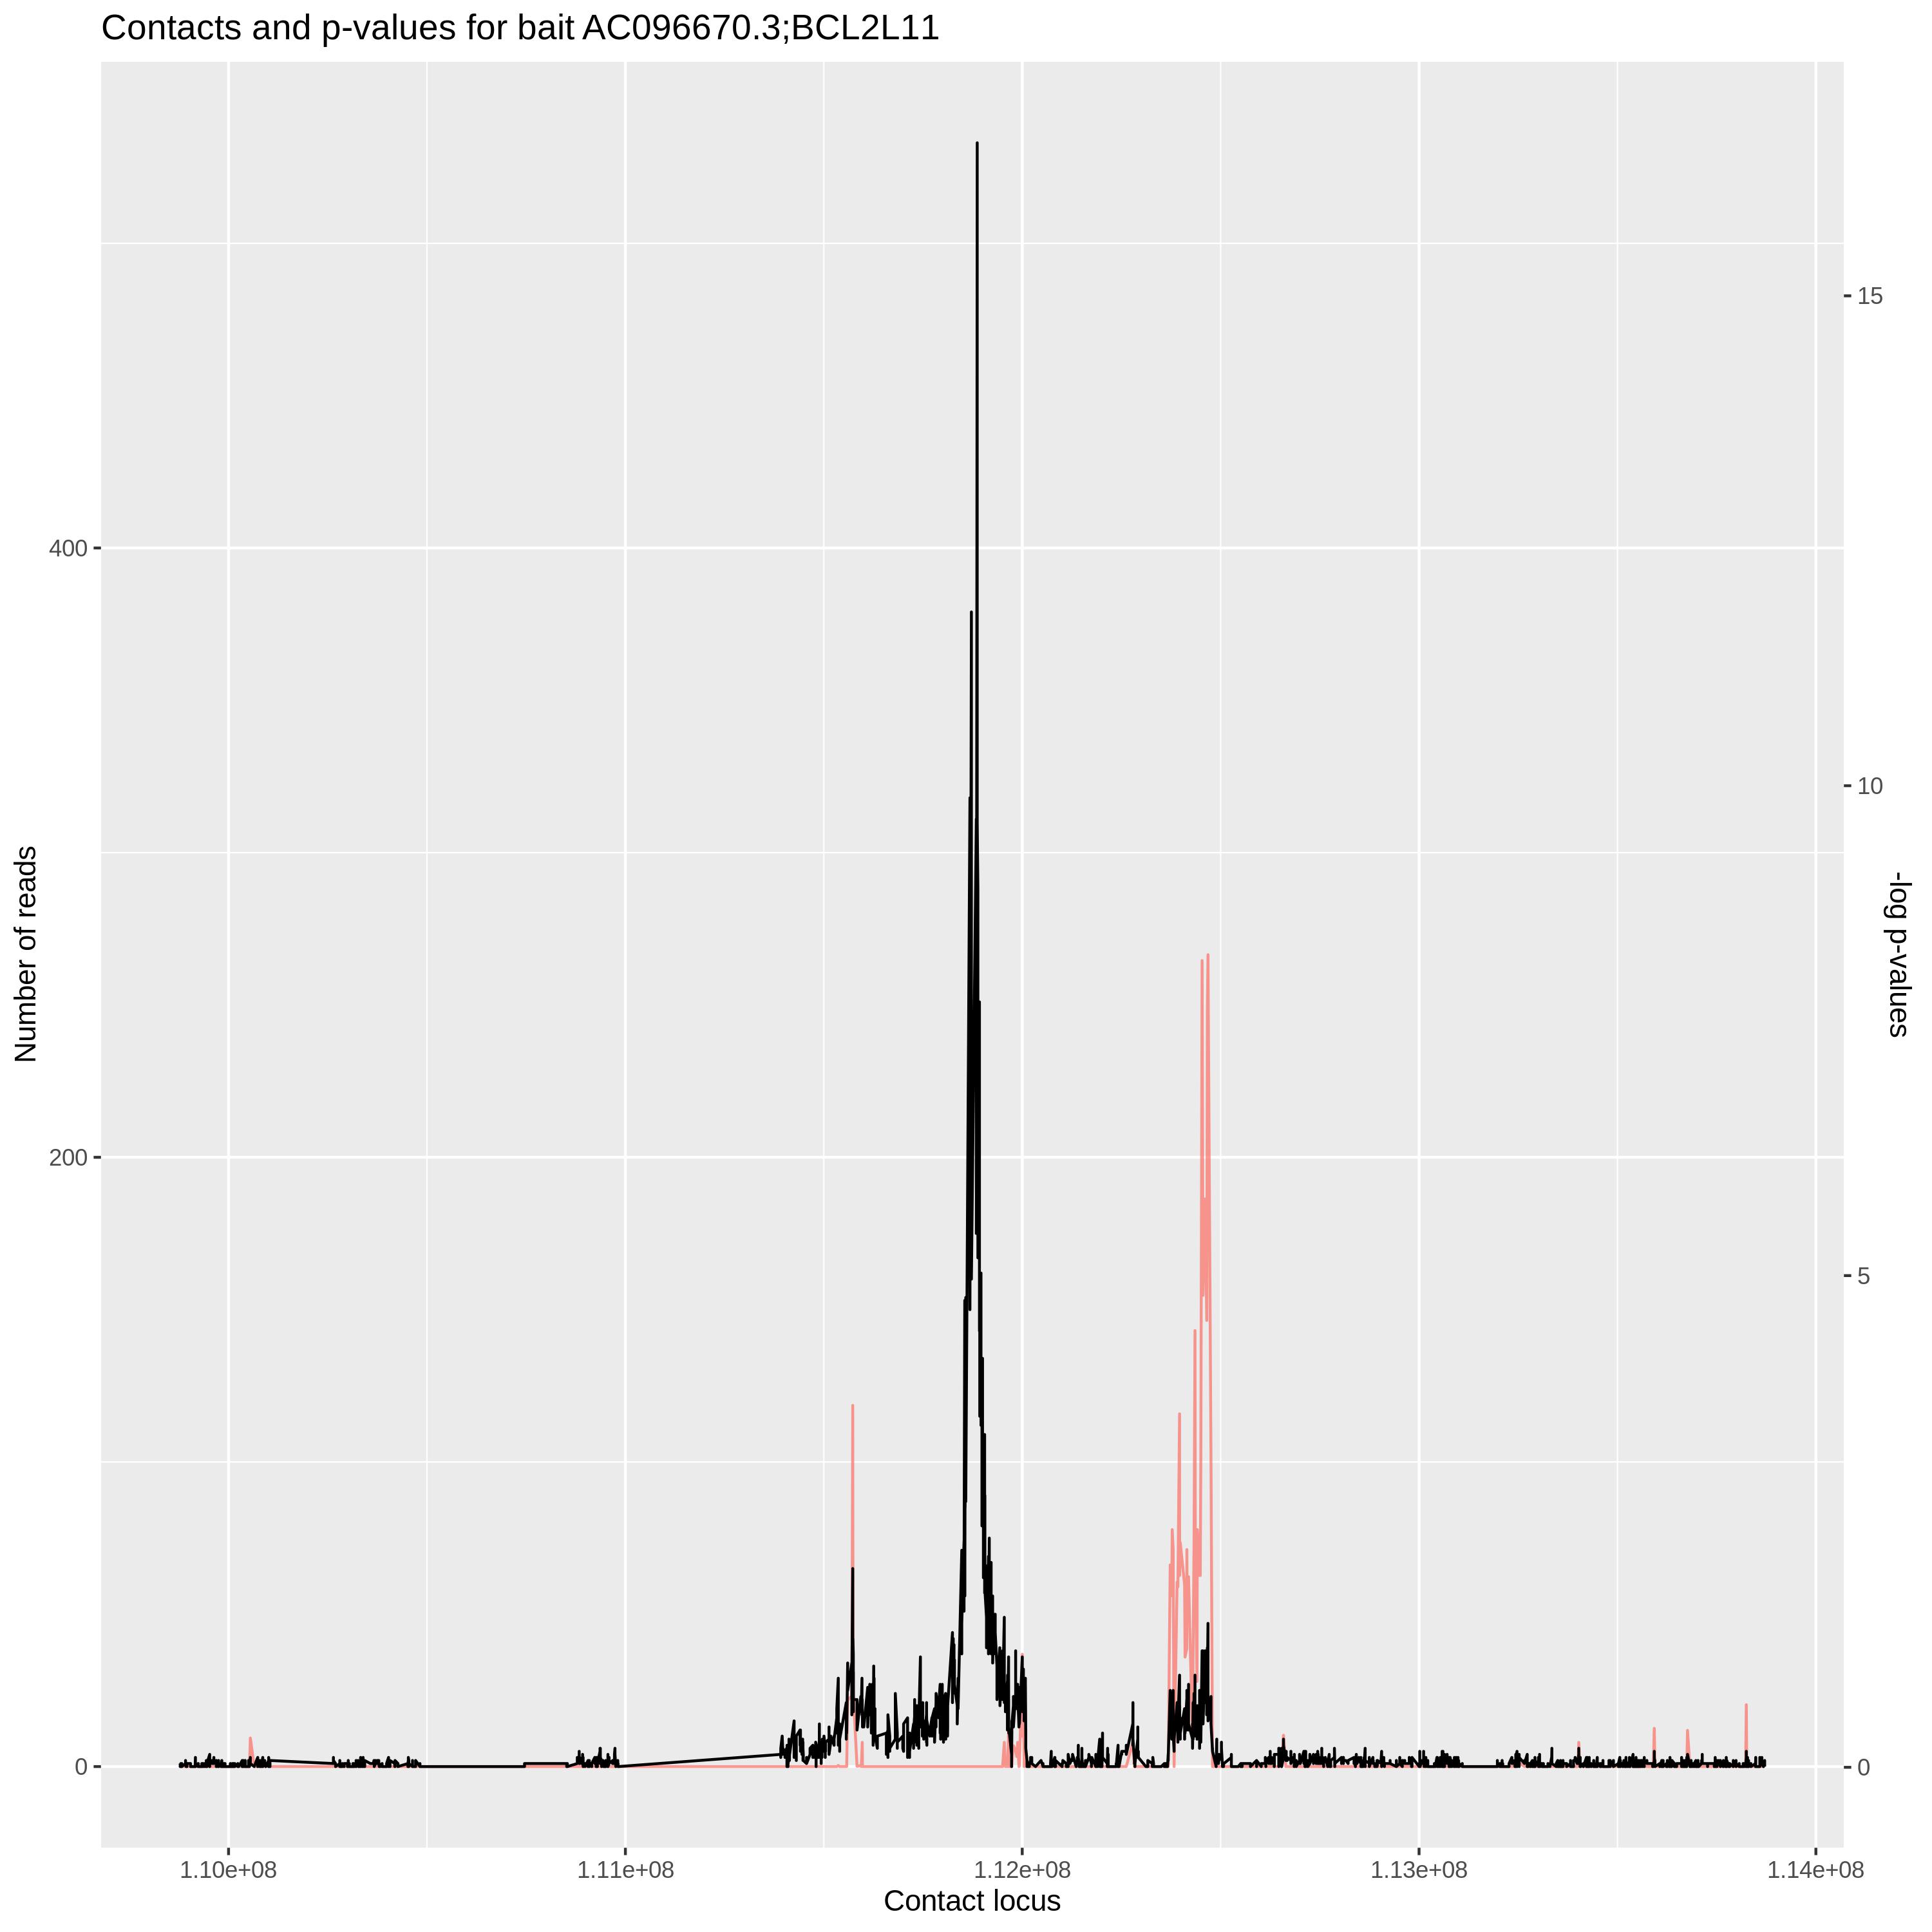 Contacts and p-values for bait AC096670.3;BCL2L11
Number of reads
400
200
0
15
10
5
0
-log p-values
1.10e+08 1.11e+08 1.12e+08 1.13e+08 1.14e+08
Contact locus